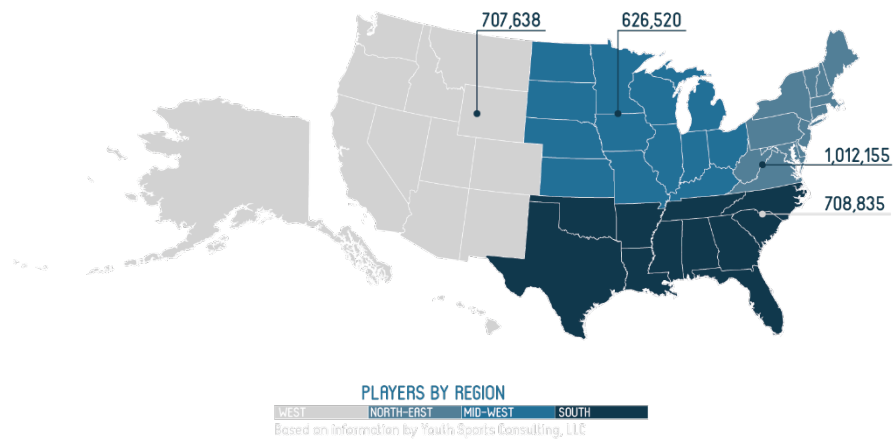 707,638
626,520
1,012,155
708,835
PLAYERS BY REGION
WEST NORTH-EAST MID-WEST SOUTH
Based on information by Youth Sports Consulting, LLC